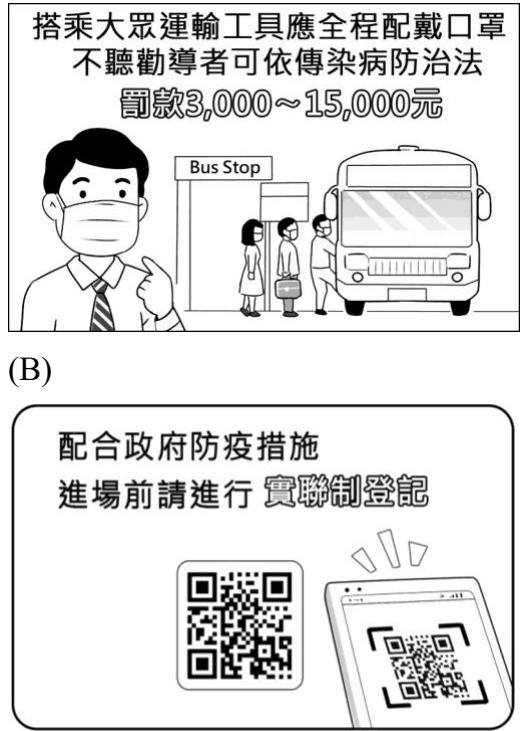 搭乘大眾運輸工具應全程配戴口罩
不聽勸導者可依傳染病防治法
罰款3,000～15,000元
Bus Stop
(B)
配合政府防疫措施
進場前請進行 實聯制登記